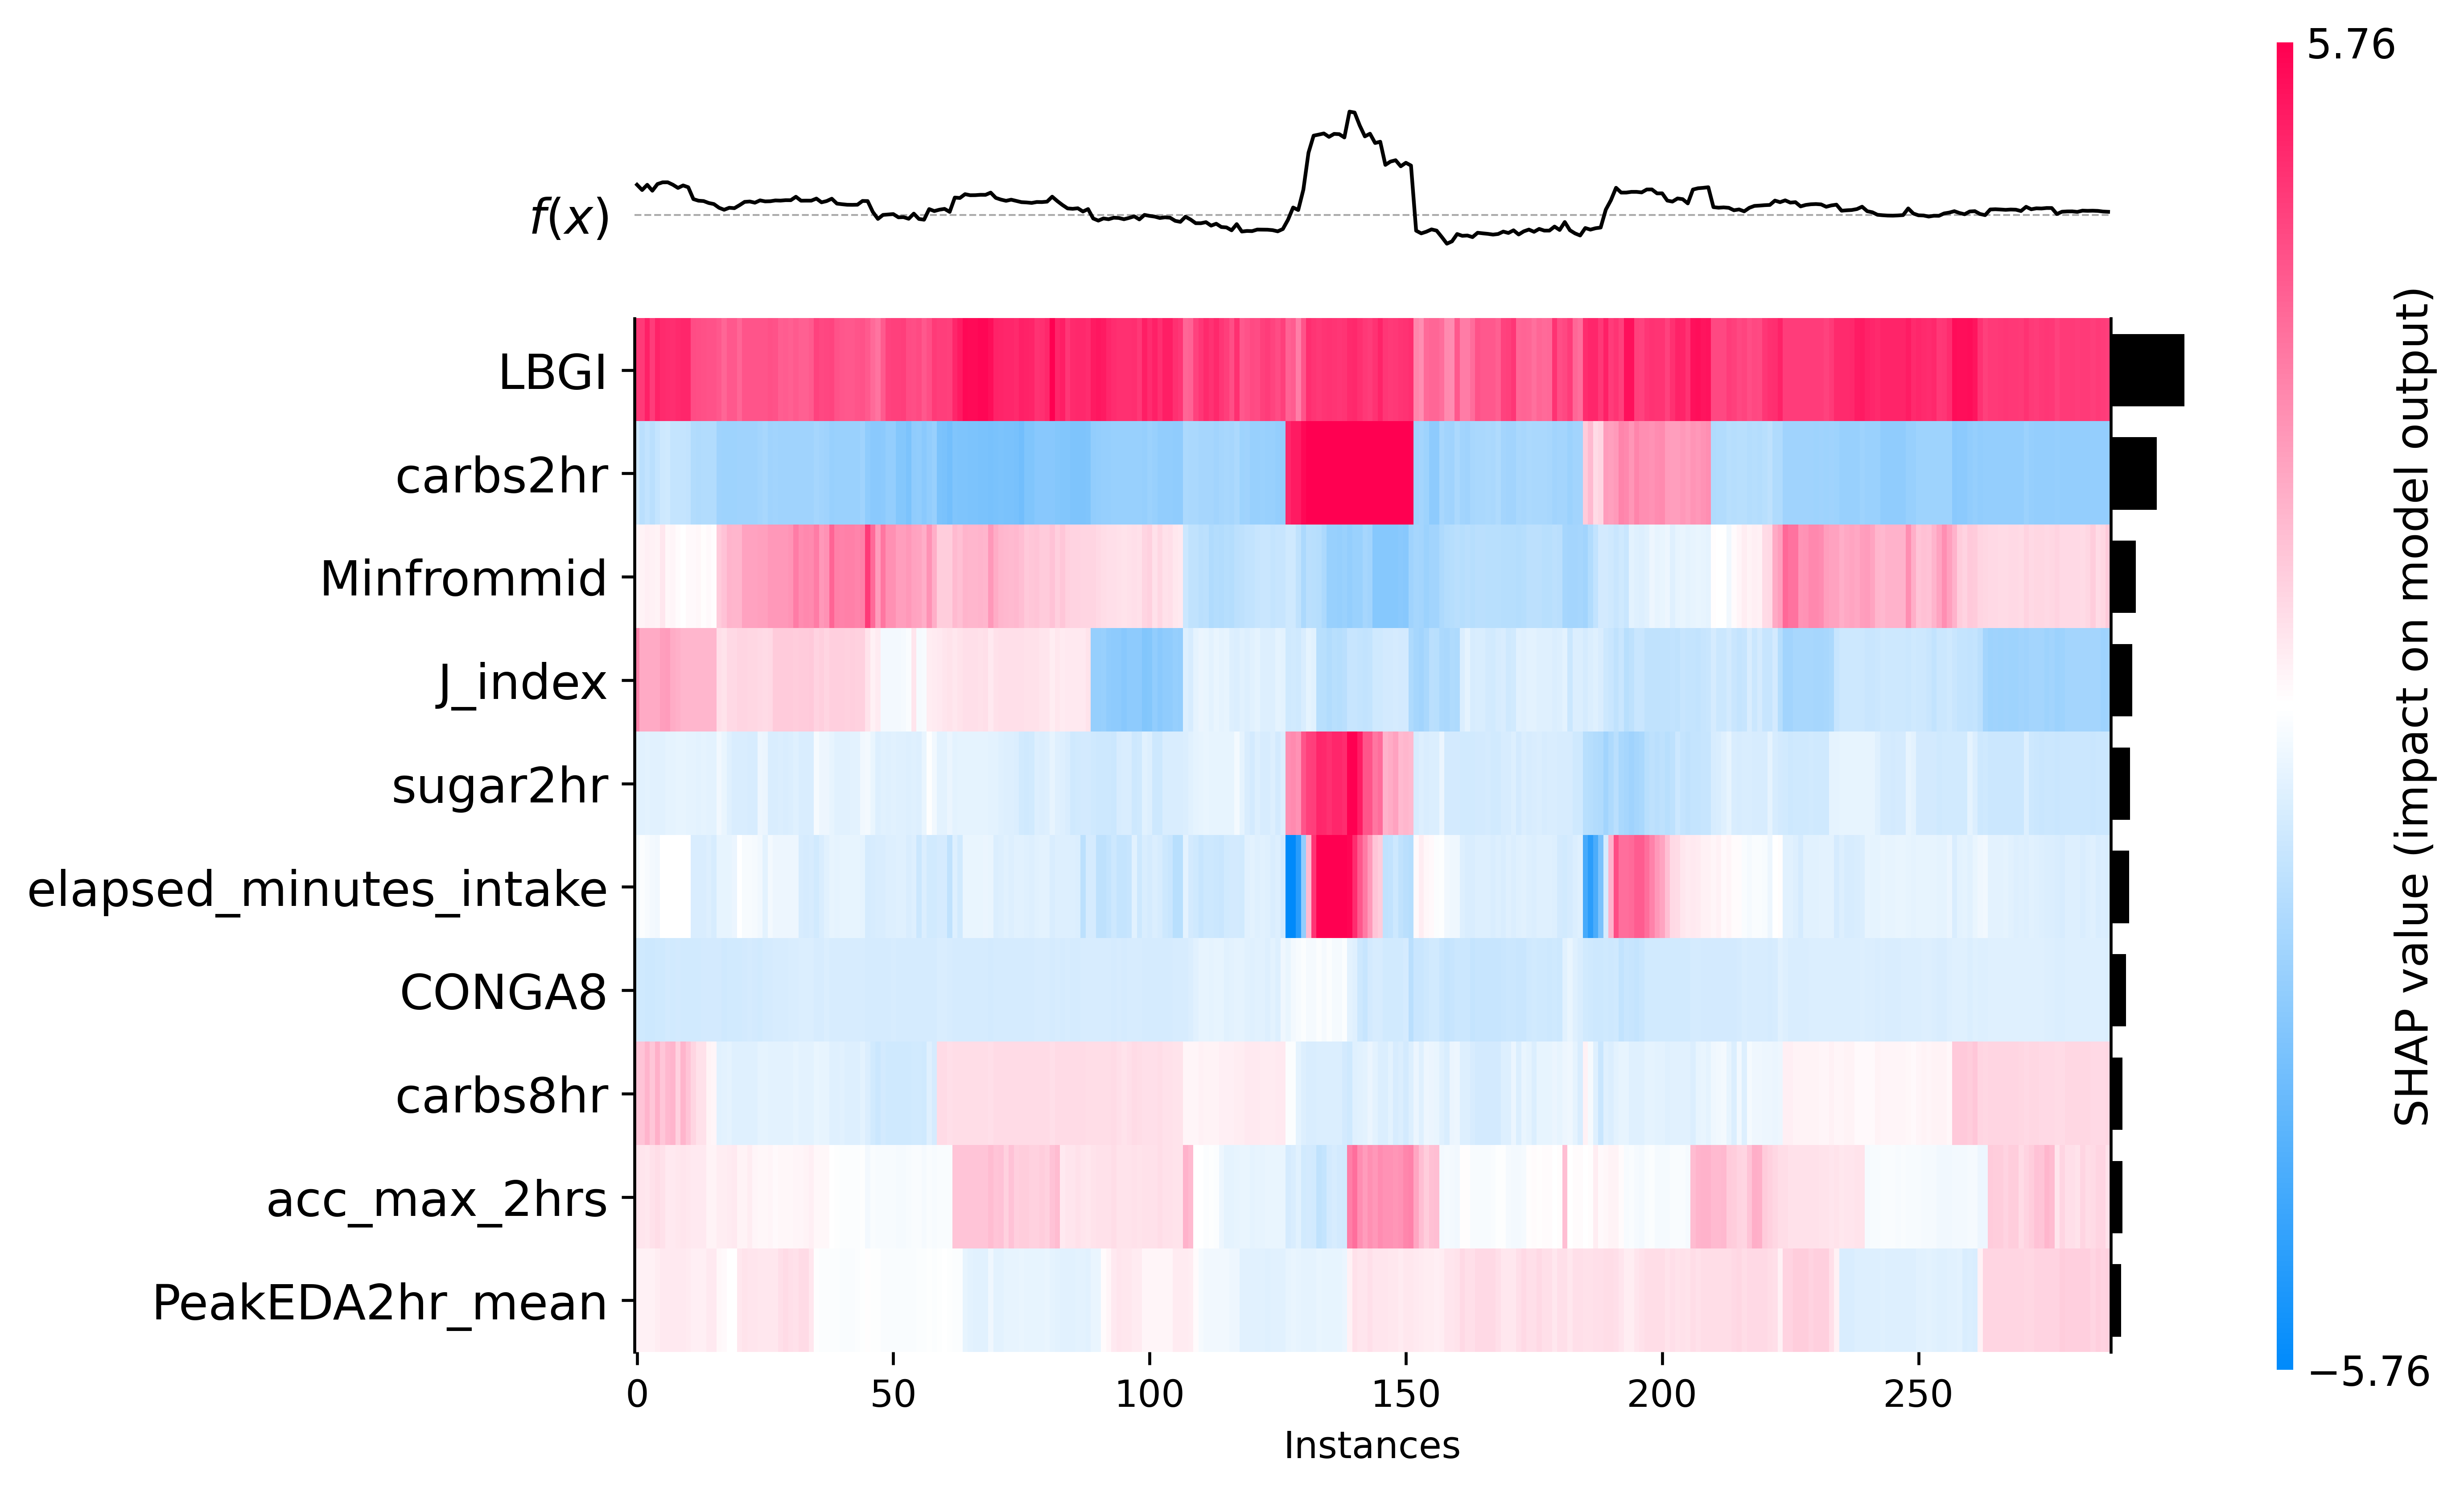 5.76
f(x)
LBGI
carbs2hr
Minfrommid
J_index
sugar2hr
elapsed_minutes_intake
CONGA8
carbs8hr
acc_max_2hrs
PeakEDA2hr_mean
0 50 100 150 200 250
Instances
SHAP value (impact on model output)
−5.76